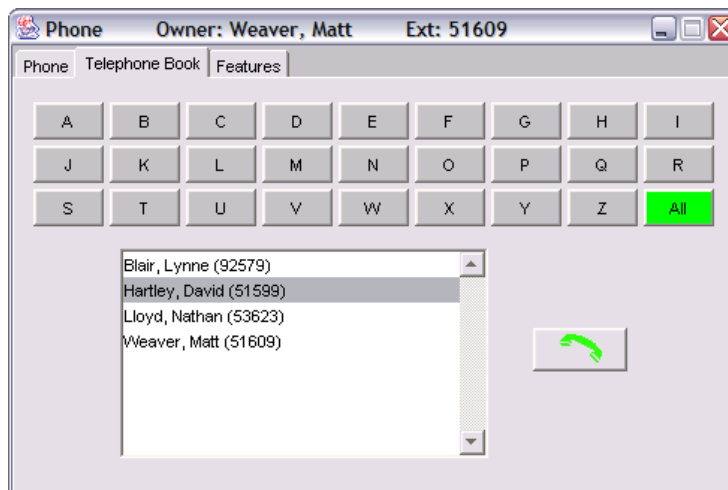 Phone Owner: Weaver, Matt Ext: 51609
Phone Telephone Book Features
A B C D E F G H I
J K L M N O P Q R
S T U V W X Y Z All
Blair, Lynne (92579)
Hartley, David (51599)
Lloyd, Nathan (53623)
Weaver, Matt (51609)